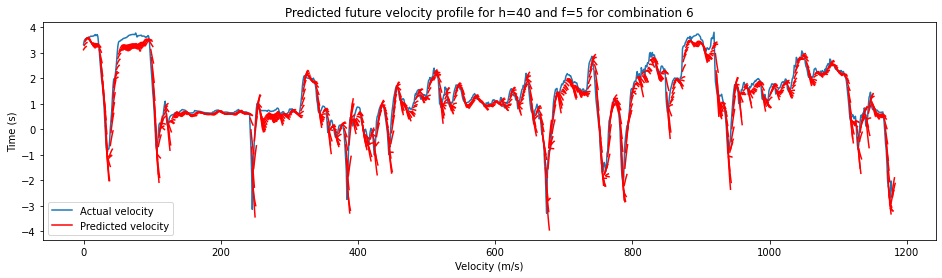 Predicted future velocity profile for h=40 and f=5 for combination 6
Time (s)
4
3
2
1
0
−1
−2
−3
−4
Actual velocity
Predicted velocity
0 200 400 600 800 1000 1200
Velocity (m/s)